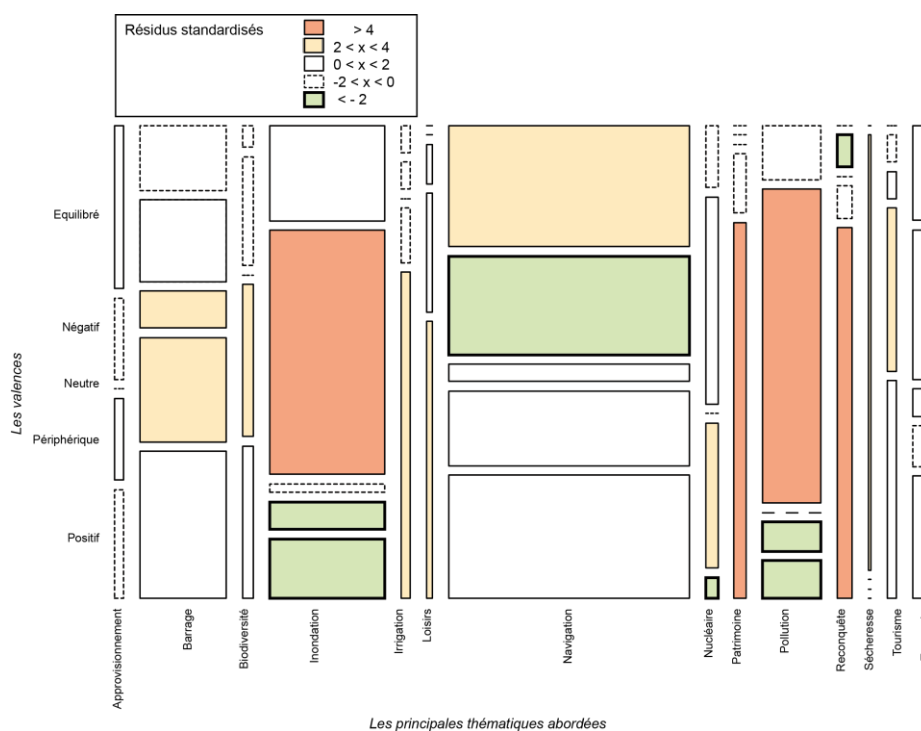 Résidus standardisés
> 4
2 < x < 4
0 < x < 2
-2 < x < 0
< - 2
Les valences
Equilibré
Négatif
Neutre
Périphérique
Positif
Approvisionnement
Barrage
Biodiversité
Inondation
Irrigation
Loisirs
Navigation
Nucléaire
Patrimoine
Pollution
Reconquête
Sécheresse
Tourisme
Les principales thématiques abordées